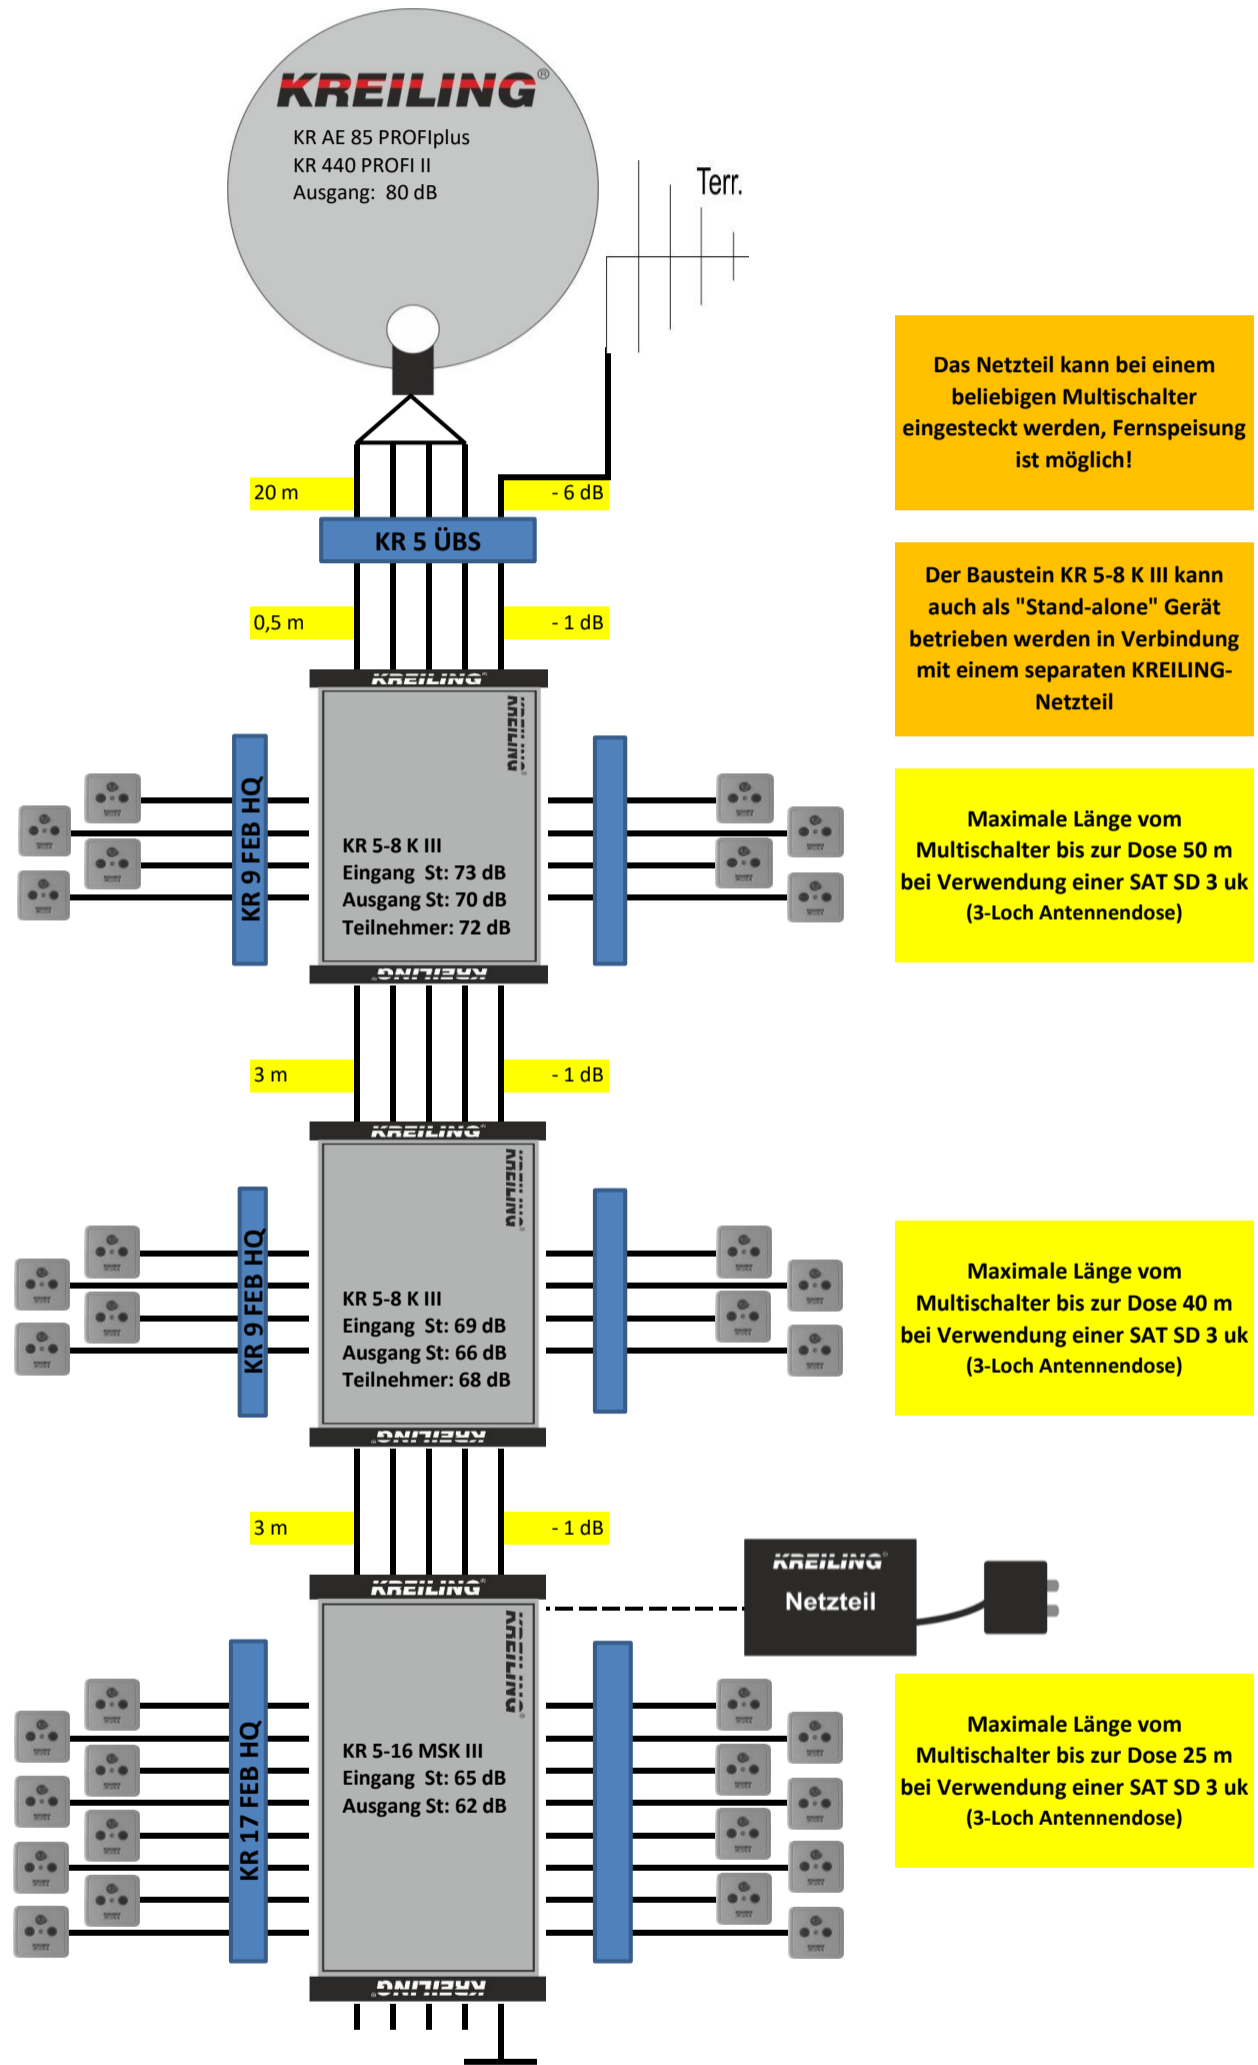 KREILING®
KR AE 85 PROFIplus
KR 440 PROFI II
Ausgang: 80 dB
Terr.
Das Netzteil kann bei einem
beliebigen Multischalter
eingesteckt werden, Fernspeisung
ist möglich!
20 m
- 6 dB
KR 5 ÜBS
Der Baustein KR 5-8 K III kann
auch als "Stand-alone" Gerät
betrieben werden in Verbindung
mit einem separaten KREILING-
Netzteil
0,5 m
- 1 dB
KREILING®
KREILING®
KR 9 FEB HQ
KR 5-8 K III
Eingang St: 73 dB
Ausgang St: 70 dB
Teilnehmer: 72 dB
KREILING®
Maximale Länge vom
Multischalter bis zur Dose 50 m
bei Verwendung einer SAT SD 3 uk
(3-Loch Antennendose)
3 m
- 1 dB
KREILING®
KREILING®
KR 9 FEB HQ
KR 5-8 K III
Eingang St: 69 dB
Ausgang St: 66 dB
Teilnehmer: 68 dB
KREILING®
Maximale Länge vom
Multischalter bis zur Dose 40 m
bei Verwendung einer SAT SD 3 uk
(3-Loch Antennendose)
3 m
- 1 dB
KREILING®
Netzteil
KREILING®
KREILING®
KR 17 FEB HQ
KR 5-16 MSK III
Eingang St: 65 dB
Ausgang St: 62 dB
KREILING®
Maximale Länge vom
Multischalter bis zur Dose 25 m
bei Verwendung einer SAT SD 3 uk
(3-Loch Antennendose)